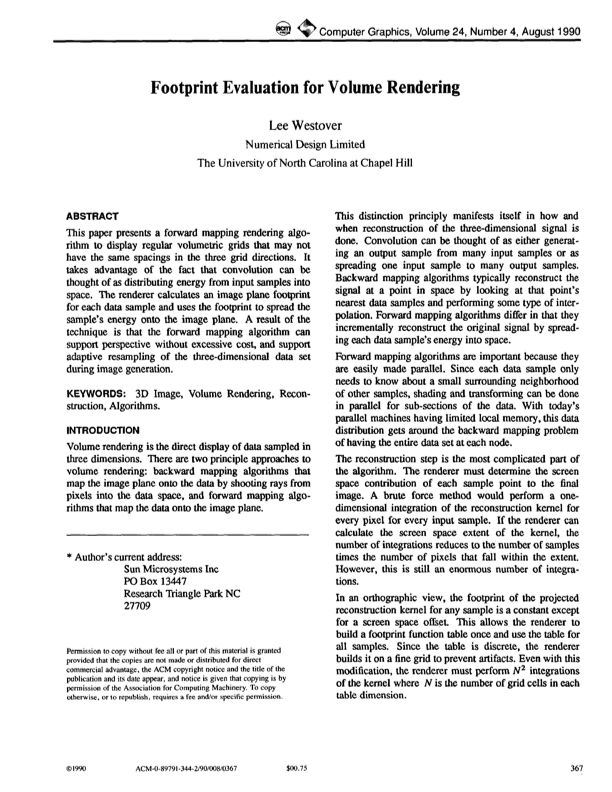 acm Computer Graphics, Volume 24, Number 4, August 1990
Footprint Evaluation for Volume Rendering
Lee Westover
Numerical Design Limited
The University of North Carolina at Chapel Hill
ABSTRACT
This paper presents a forward mapping rendering algo-
rithm to display regular volumetric grids that may not
have the same spacings in the three grid directions. It
takes advantage of the fact that convolution can be
thought of as distributing energy from input samples into
space. The renderer calculates an image plane footprint
for each data sample and uses the footprint to spread the
sample's energy onto the image plane. A result of the
technique is that the forward mapping algorithm can
support perspective without excessive cost, and support
adaptive resampling of the three-dimensional data set
during image generation.
KEYWORDS: 3D Image, Volume Rendering, Recon-
struction, Algorithms.
INTRODUCTION
Volume rendering is the direct display of data sampled in
three dimensions. There are two principle approaches to
volume rendering: backward mapping algorithms that
map the image plane onto the data by shooting rays from
pixels into the data space, and forward mapping algo-
rithms that map the data onto the image plane.
* Author's current address:
Sun Microsystems Inc
PO Box 13447
Research Triangle Park NC
27709
Permission to copy without fee all or part of this material is granted
provided that the copies are not made or distributed for direct
commercial advantage, the ACM copyright notice and the title of the
publication and its date appear, and notice is given that copying is by
permission of the Association for Computing Machinery. To copy
otherwise, or to republish, requires a fee and/or specific permission.
This distinction principly manifests itself in how and
when reconstruction of the three-dimensional signal is
done. Convolution can be thought of as either generat-
ing an output sample from many input samples or as
spreading one input sample to many output samples.
Backward mapping algorithms typically reconstruct the
signal at a point in space by looking at that point's
nearest data samples and performing some type of inter-
polation. Forward mapping algorithms differ in that they
incrementally reconstruct the original signal by spread-
ing each data sample's energy into space.
Forward mapping algorithms are important because they
are easily made parallel. Since each data sample only
needs to know about a small surrounding neighborhood
of other samples, shading and transforming can be done
in parallel for sub-sections of the data. With today's
parallel machines having limited local memory, this data
distribution gets around the backward mapping problem
of having the entire data set at each node.
The reconstruction step is the most complicated part of
the algorithm. The renderer must determine the screen
space contribution of each sample point to the final
image. A brute force method would perform a one-
dimensional integration of the reconstruction kernel for
every pixel for every input sample. If the renderer can
calculate the screen space extent of the kernel, the
number of integrations reduces to the number of samples
times the number of pixels that fall within the extent.
However, this is still an enormous number of integra-
tions.
In an orthographic view, the footprint of the projected
reconstruction kernel for any sample is a constant except
for a screen space offset. This allows the renderer to
build a footprint function table once and use the table for
all samples. Since the table is discrete, the renderer
builds it on a fine grid to prevent artifacts. Even with this
modification, the renderer must perform N² integrations
of the kernel where N is the number of grid cells in each
table dimension.
©1990 ACM-0-89791-344-2/90/008/0367 $00.75 367